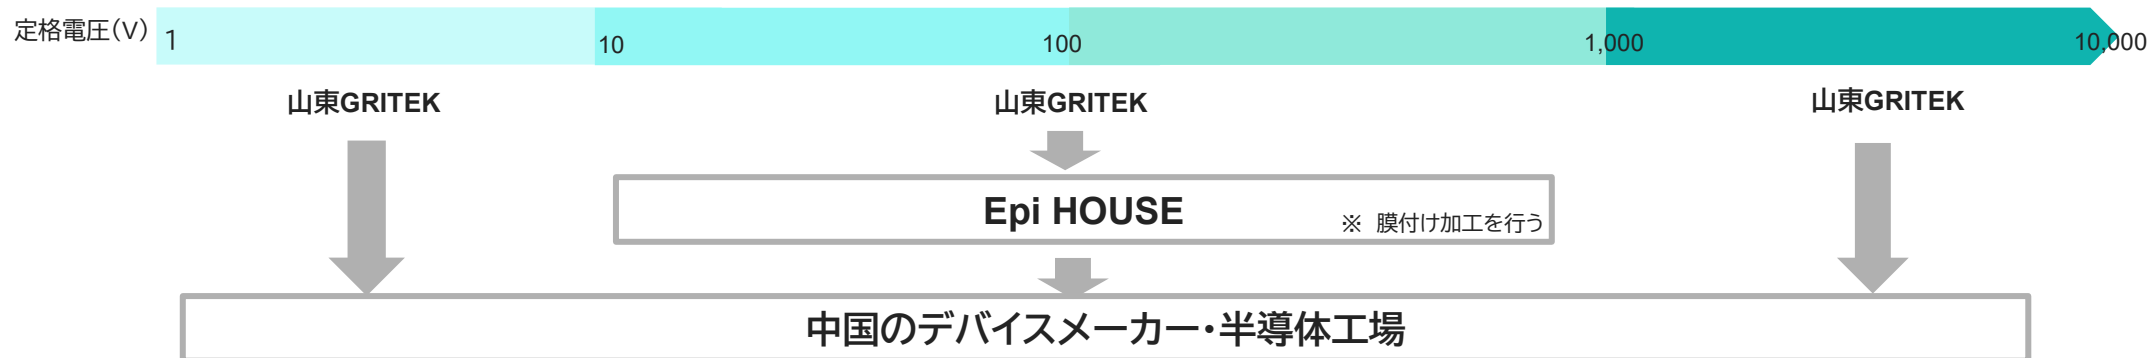 定格電圧(V) 1 10 100 1,000 10,000
山東GRITEK 山東GRITEK 山東GRITEK
Epi HOUSE ※ 膜付け加工を行う
中国のデバイスメーカー・半導体工場